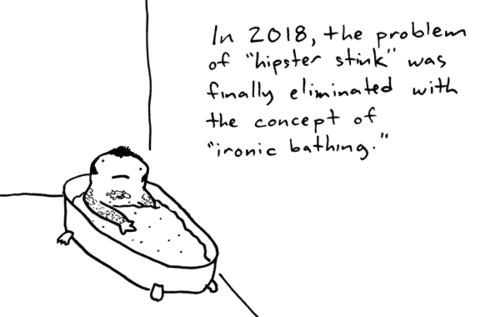 In 2018, the problem
of "hipster stink" was
finally eliminated with
the concept of
"ironic bathing."